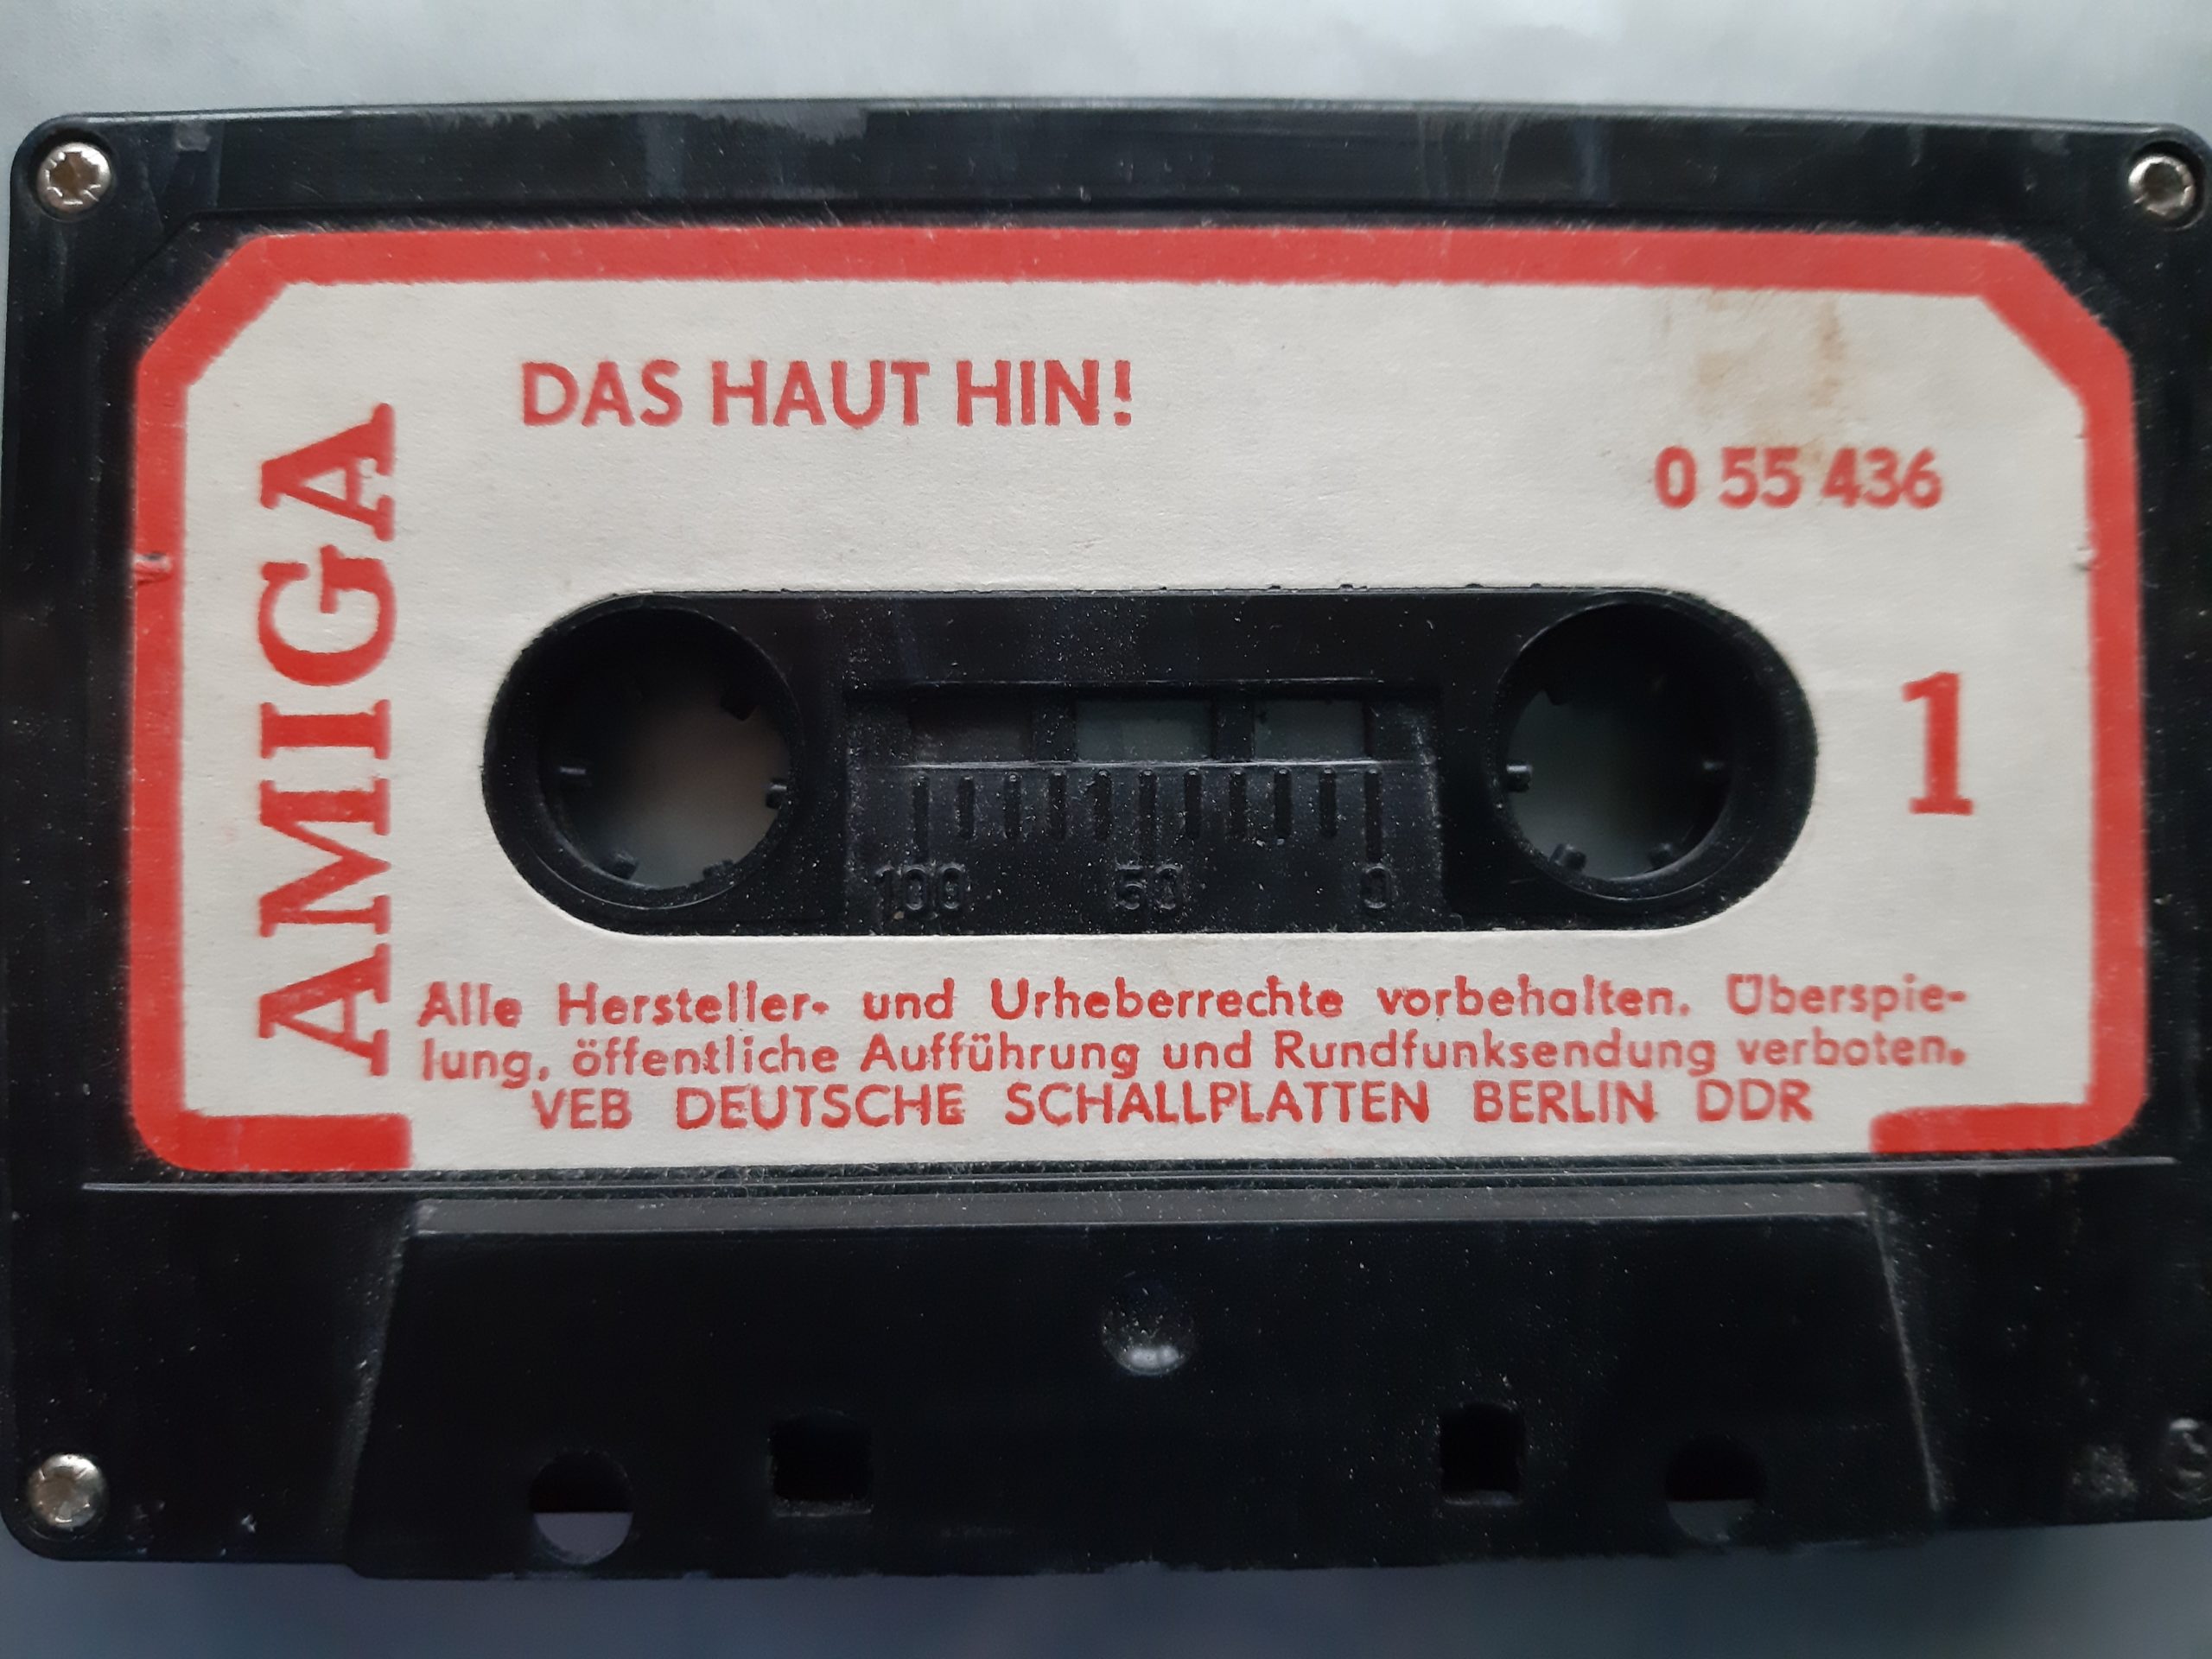 DAS HAUT HIN!
0 55 436
AMIGA
1
100 50 0
Alle Hersteller- und Urheberrechte vorbehalten. Überspie-
lung, öffentliche Aufführung und Rundfunksendung verboten.
VEB DEUTSCHE SCHALLPLATTEN BERLIN DDR